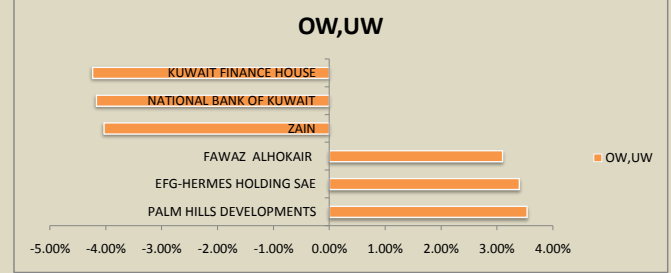 OW,UW
KUWAIT FINANCE HOUSE
NATIONAL BANK OF KUWAIT
ZAIN
FAWAZ ALHOKAIR
OW,UW
EFG-HERMES HOLDING SAE
PALM HILLS DEVELOPMENTS
-5.00% -4.00% -3.00% -2.00% -1.00% 0.00% 1.00% 2.00% 3.00% 4.00%